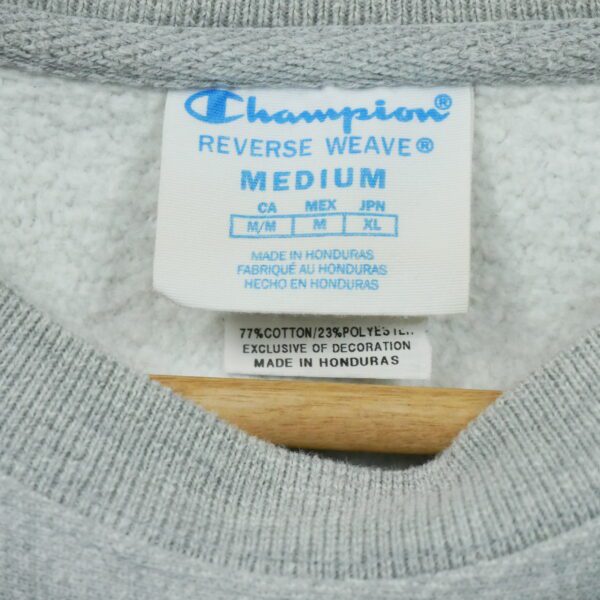 Champion®
REVERSE WEAVE®
MEDIUM
CA MEX JPN
M/M M XL
MADE IN HONDURAS
FABRIQUÉ AU HONDURAS
HECHO EN HONDURAS
77%COTTON/23%POLYESTER
EXCLUSIVE OF DECORATION
MADE IN HONDURAS